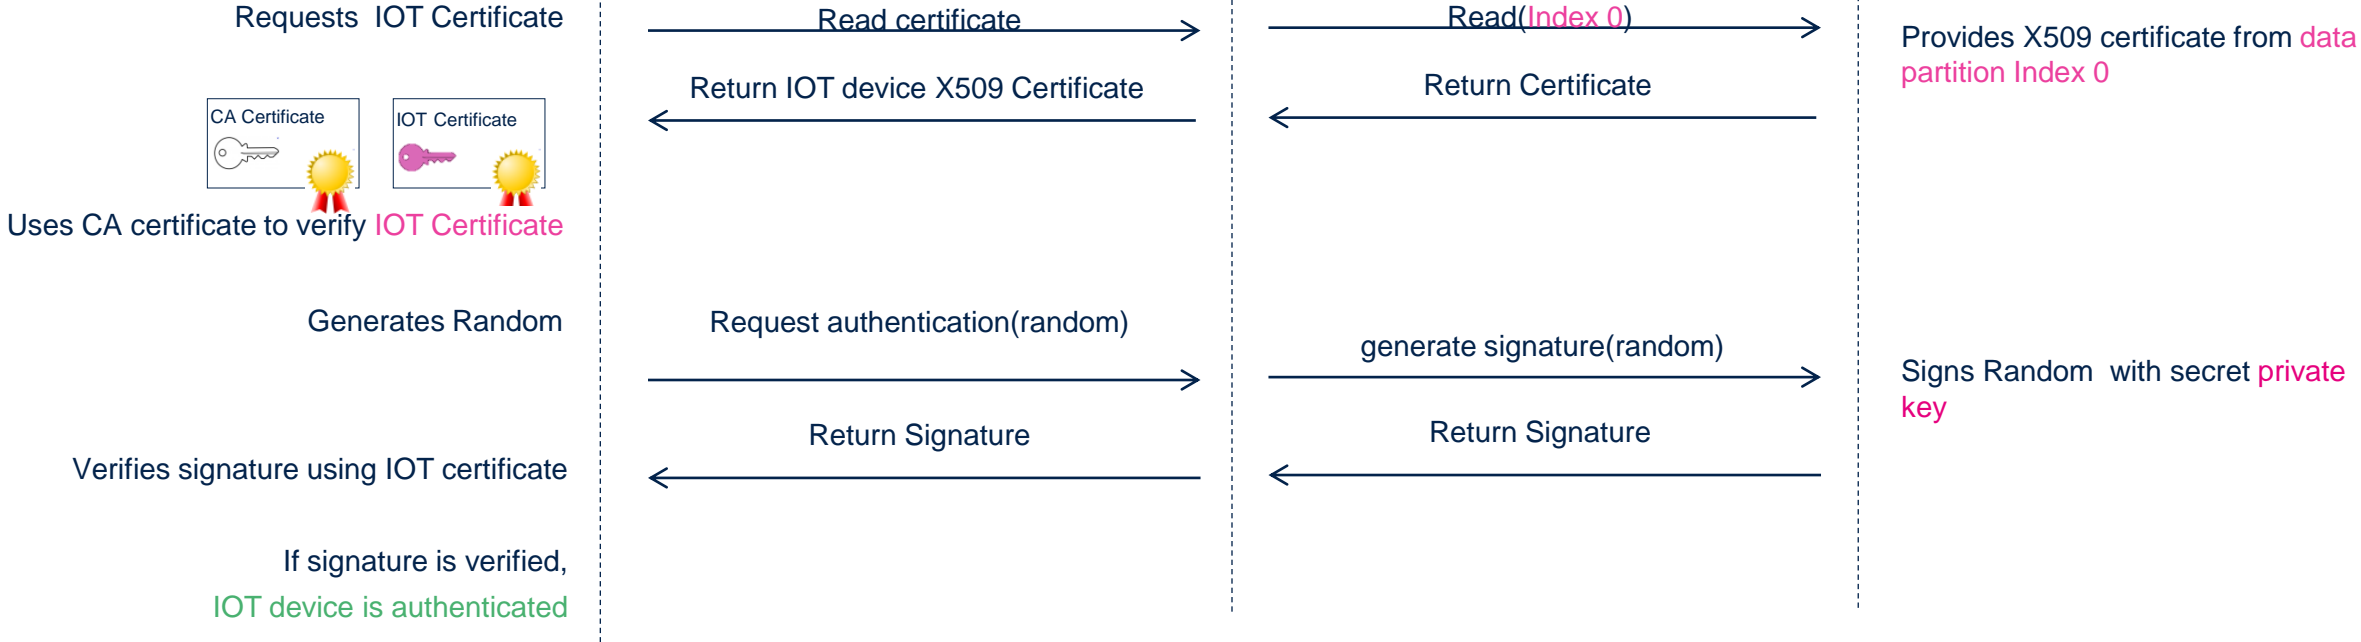 Requests IOT Certificate
Read certificate
Read(Index 0)
Provides X509 certificate from data
partition Index 0
Return IOT device X509 Certificate
Return Certificate
CA Certificate
IOT Certificate
Uses CA certificate to verify IOT Certificate
Generates Random
Request authentication(random)
generate signature(random)
Signs Random with secret private
key
Return Signature
Return Signature
Verifies signature using IOT certificate
If signature is verified,
IOT device is authenticated